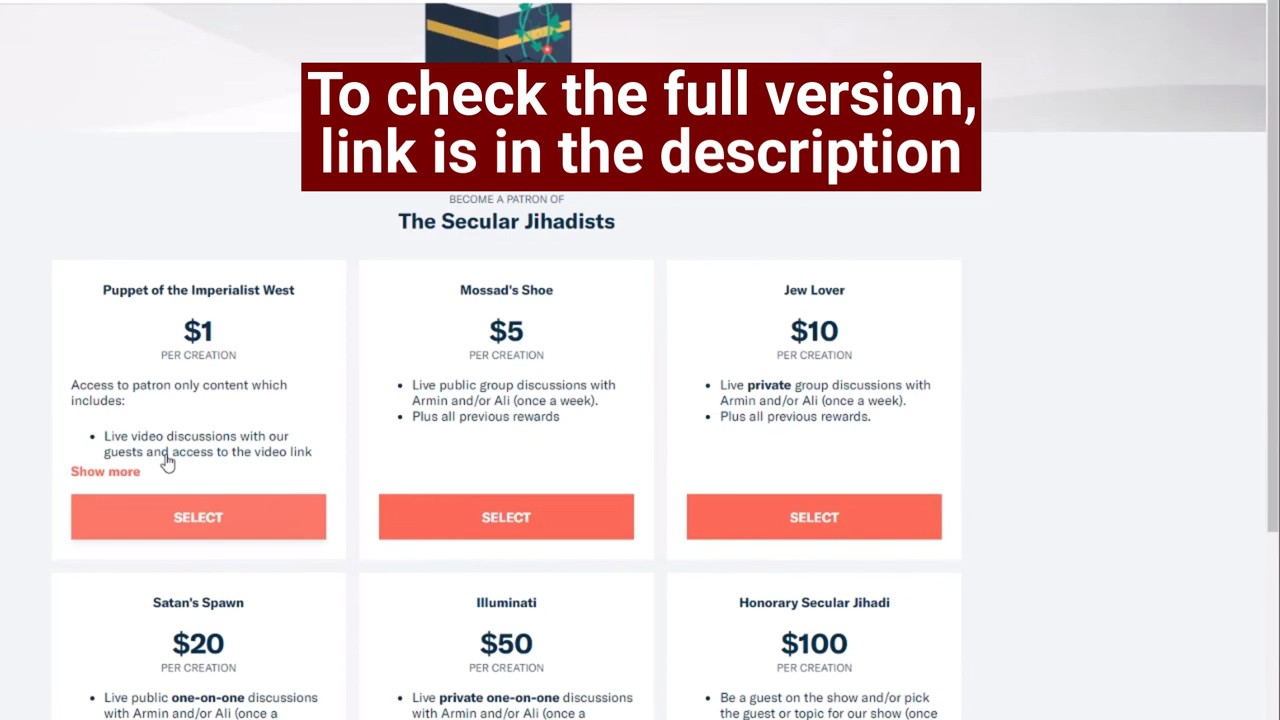 To check the full version,
link is in the description
BECOME A PATRON OF
The Secular Jihadists
Puppet of the Imperialist West
$1
PER CREATION
Access to patron only content which
includes:
• Live video discussions with our
guests and access to the video link
Show more
SELECT
Mossad's Shoe
$5
PER CREATION
• Live public group discussions with
Armin and/or Ali (once a week).
• Plus all previous rewards
SELECT
Jew Lover
$10
PER CREATION
• Live private group discussions with
Armin and/or Ali (once a week).
• Plus all previous rewards.
SELECT
Satan's Spawn
$20
PER CREATION
• Live public one-on-one discussions
with Armin and/or Ali (once a
Illuminati
$50
PER CREATION
• Live private one-on-one discussions
with Armin and/or Ali (once a
Honorary Secular Jihadi
$100
PER CREATION
• Be a guest on the show and/or pick
the guest or topic for our show (once